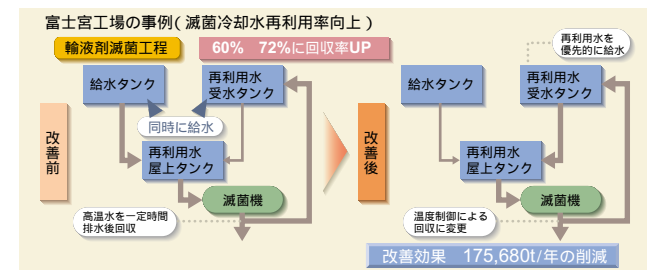 富士宮工場の事例(滅菌冷却水再利用率向上)
輸液剤滅菌工程
60% 72%に回収率UP
改善前
給水タンク
再利用水
受水タンク
同時に給水
再利用水
屋上タンク
滅菌機
高温水を一定時間
排水後回収
改善後
再利用水を
優先的に給水
給水タンク
再利用水
受水タンク
再利用水
屋上タンク
滅菌機
温度制御による
回収に変更
改善効果 175,680t/年の削減